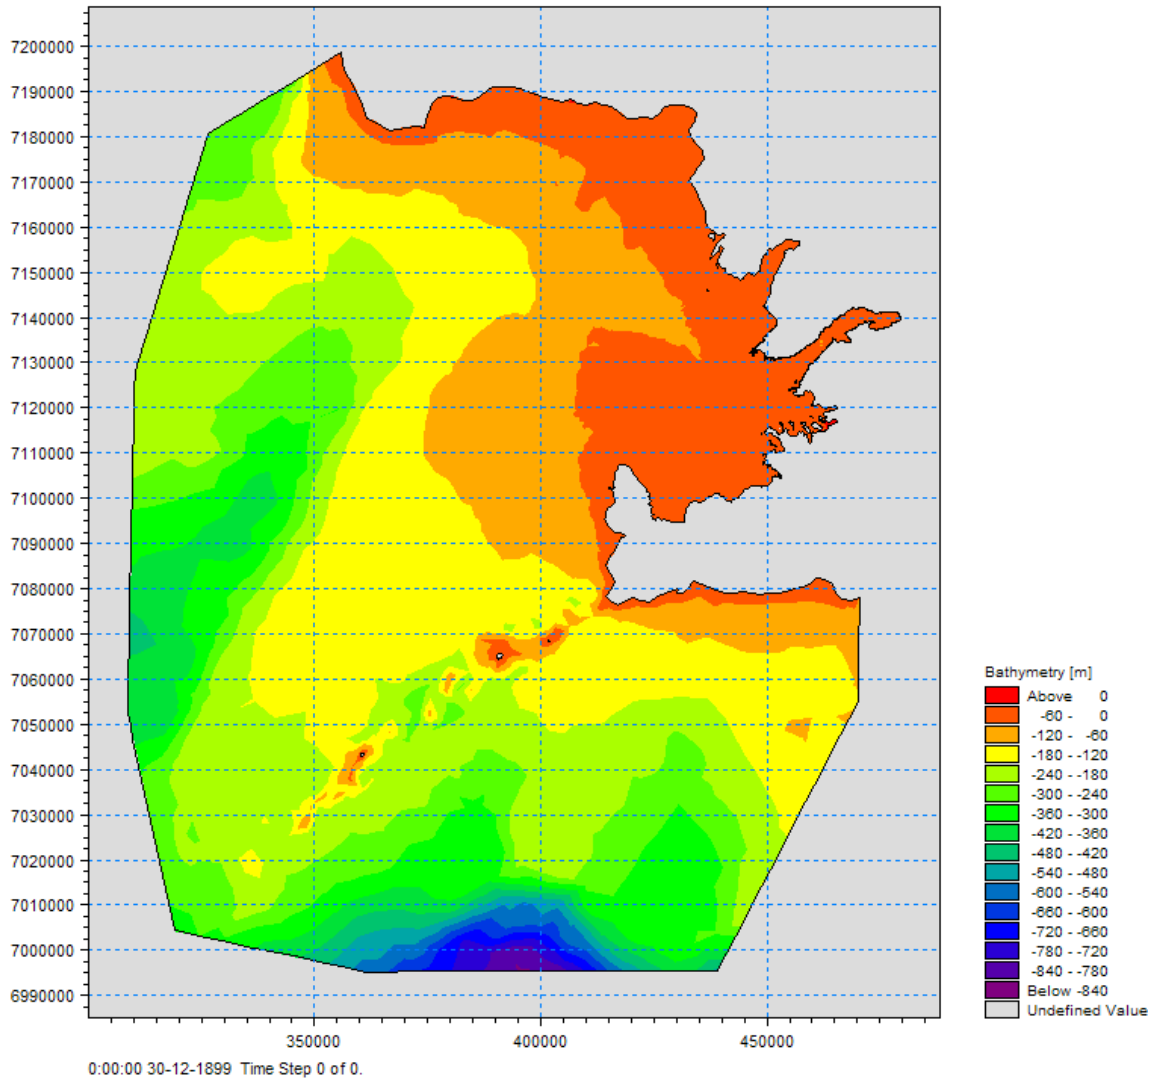 7200000
7190000
7180000
7170000
7160000
7150000
7140000
7130000
7120000
7110000
7100000
7090000
7080000
7070000
7060000
7050000
7040000
7030000
7020000
7010000
7000000
6990000
350000 400000 450000
0:00:00 30-12-1899 Time Step 0 of 0.
Bathymetry [m]
Above 0
-60 - 0
-120 - -60
-180 - -120
-240 - -180
-300 - -240
-360 - -300
-420 - -360
-480 - -420
-540 - -480
-600 - -540
-660 - -600
-720 - -660
-780 - -720
-840 - -780
Below -840
Undefined Value